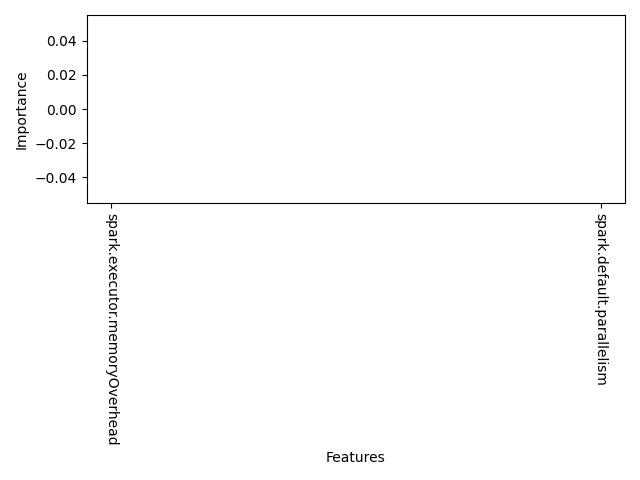 Importance
0.04
0.02
0.00
−0.02
−0.04
spark.executor.memoryOverhead
spark.default.parallelism
Features